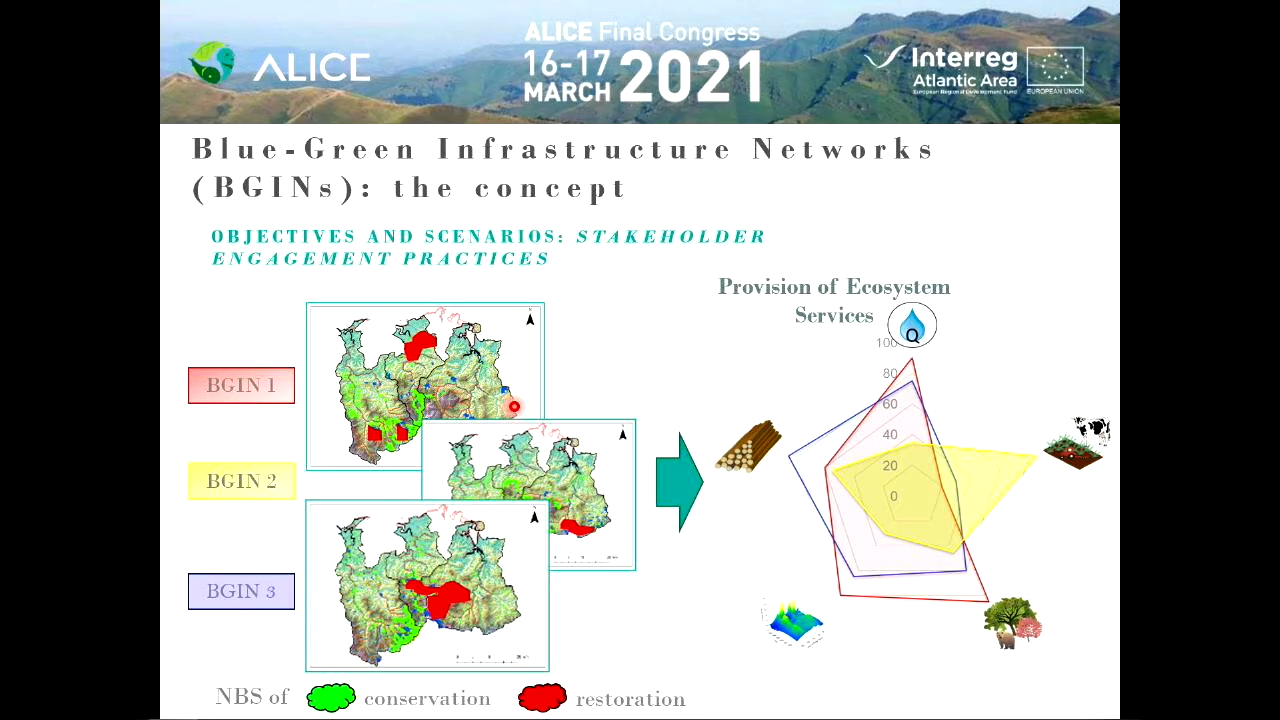 ALICE
ALICE Final Congress
16-17
MARCH 2021
Interreg
Atlantic Area
European Regional Development Fund
EUROPEAN UNION
Blue-Green Infrastructure Networks
(BGINs): the concept
OBJECTIVES AND SCENARIOS: STAKEHOLDER
ENGAGEMENT PRACTICES
Provision of Ecosystem
Services
Q
100
80
60
40
20
0
BGIN 1
BGIN 2
BGIN 3
NBS of
conservation
restoration